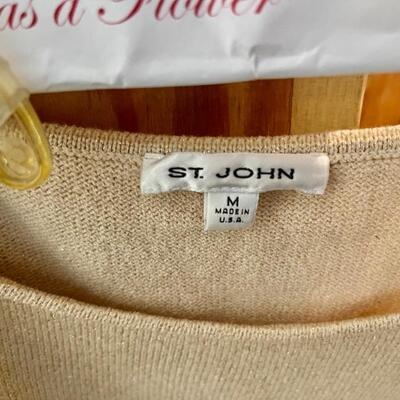 as a Flower
ST. JOHN
M
MADE IN
U.S.A.